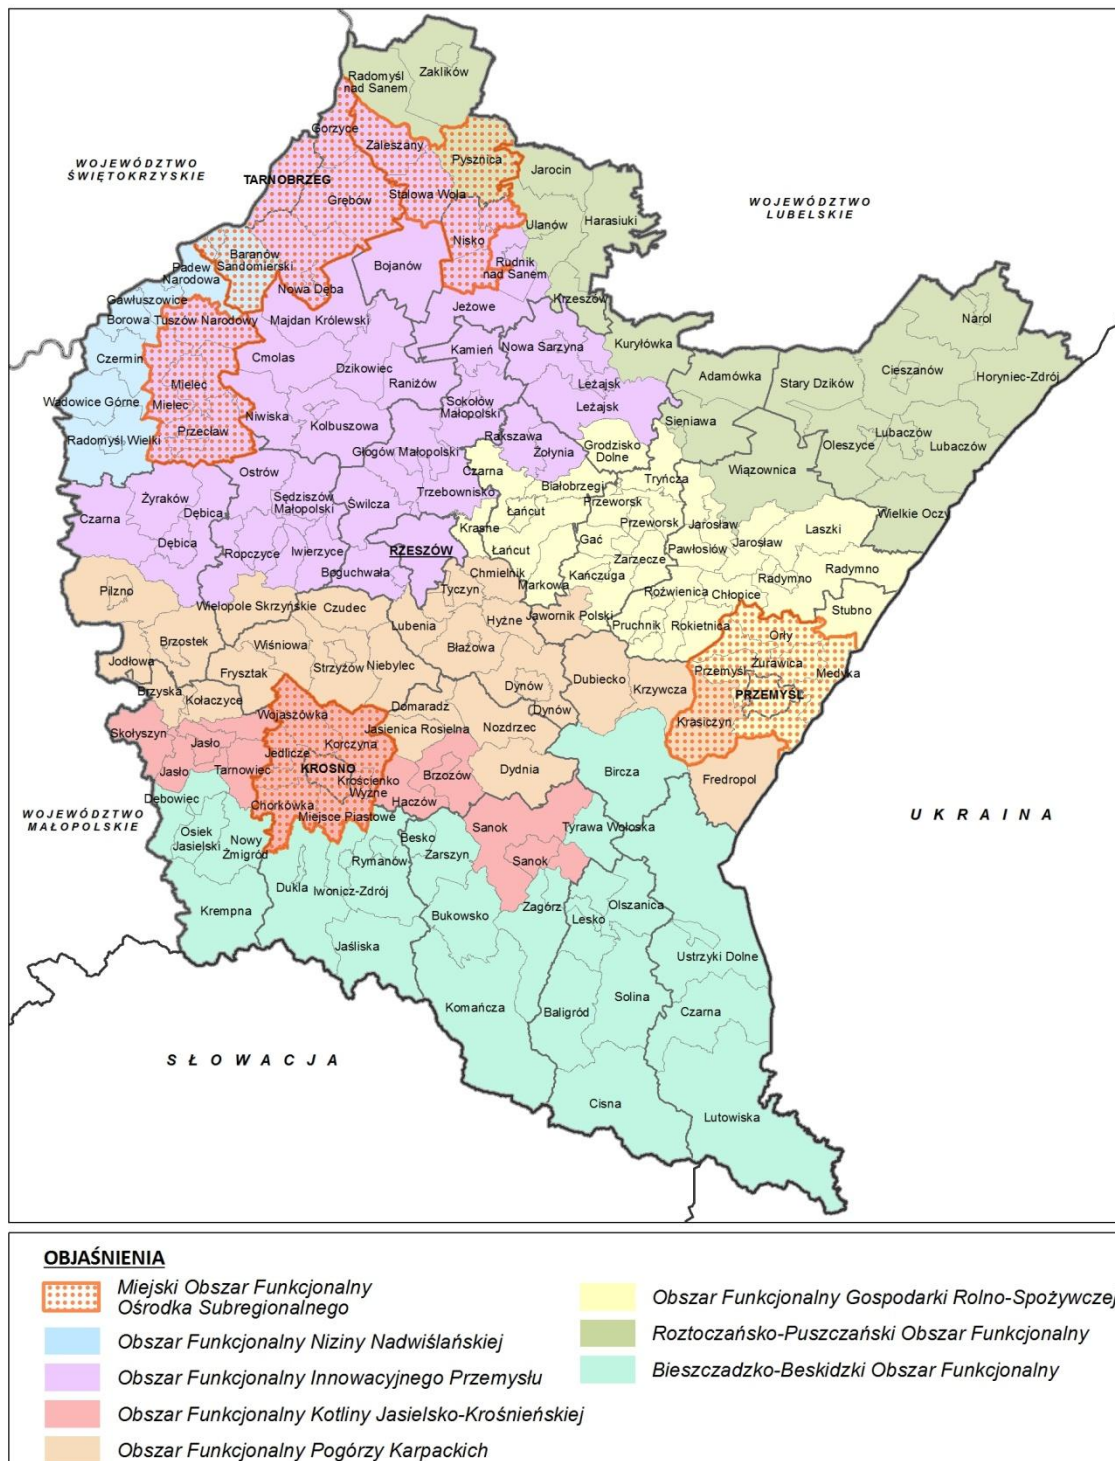 Radomyśl
nad Sanem
Zaklików
Gorzyce
Zaleszany
Pysznica
WOJEWÓDZTWO
ŚWIĘTOKRZYSKIE
TARNOBRZEG
Jarocin
Stalowa Wola
Grębów
WOJEWÓDZTWO
LUBELSKIE
Harasiuki
Ulanów
Nisko
Baranów
Sandomierski
Bojanów
Rudnik
nad Sanem
Padew
Narodowa
Nowa Dęba
Gawłuszowice
Krzeszów
Jeżowe
Narol
Borowa
Tuszów Narodowy
Majdan Królewski
Kuryłówka
Kamień
Nowa Sarzyna
Czermin
Cmolas
Dzikowiec
Cieszanów
Adamówka
Stary Dzików
Horyniec-Zdrój
Mielec
Raniżów
Leżajsk
Wadowice Górne
Mielec
Sokołów
Małopolski
Leżajsk
Niwiska
Kolbuszowa
Sieniawa
Lubaczów
Przecław
Rakszawa
Radomyśl Wielki
Oleszyce
Lubaczów
Grodzisko
Dolne
Żołynia
Głogów Małopolski
Wiązownica
Ostrów
Czarna
Tryńcza
Białobrzegi
Żyraków
Sędziszów
Małopolski
Trzebownisko
Przeworsk
Świlcza
Łańcut
Wielkie Oczy
Czarna
Dębica
Krasne
Przeworsk
Jarosław
Laszki
Dębica
Gać
Jarosław
Ropczyce
Iwierzyce
RZESZÓW
Łańcut
Zarzecze
Pawłosiów
Boguchwała
Chmielnik
Kańczuga
Radymno
Radymno
Markowa
Pilzno
Tyczyn
Roźwienica
Chłopice
Wielopole Skrzyńskie
Czudec
Hyżne
Jawornik Polski
Stubno
Lubenia
Pruchnik
Rokietnica
Brzostek
Wiśniowa
Błażowa
Orły
Jodłowa
Strzyżów
Niebylec
Przemyśl
Żurawica
Medyka
Frysztak
Dubiecko
Brzyska
Dynów
Krzywcza
PRZEMYŚL
Kołaczyce
Domaradz
Dynów
Wojaszówka
Krasiczyn
Skołyszyn
Jasienica Rosielna
Nozdrzec
Jasło
Korczyna
Jedlicze
Bircza
Jasło
Tarnowiec
KROSNO
Brzozów
Dydnia
Fredropol
Krościenko
Wyżne
Dębowiec
Chorkówka
Haczów
WOJEWÓDZTWO
MAŁOPOLSKIE
Miejsce Piastowe
UKRAINA
Osiek
Jasielski
Sanok
Tyrawa Wołoska
Nowy
Żmigród
Besko
Zarszyn
Rymanów
Sanok
Dukla
Iwonicz-Zdrój
Krempna
Zagórz
Olszanica
Bukowsko
Lesko
Jaśliska
Ustrzyki Dolne
Komańcza
Baligród
Solina
Czarna
SŁOWACJA
Cisna
Lutowiska
OBJAŚNIENIA
Miejski Obszar Funkcjonalny
Ośrodka Subregionalnego
Obszar Funkcjonalny Niziny Nadwiślańskiej
Obszar Funkcjonalny Innowacyjnego Przemysłu
Obszar Funkcjonalny Kotliny Jasielsko-Krośnieńskiej
Obszar Funkcjonalny Pogórzy Karpackich
Obszar Funkcjonalny Gospodarki Rolno-Spożywczej
Roztoczańsko-Puszczański Obszar Funkcjonalny
Bieszczadzko-Beskidzki Obszar Funkcjonalny